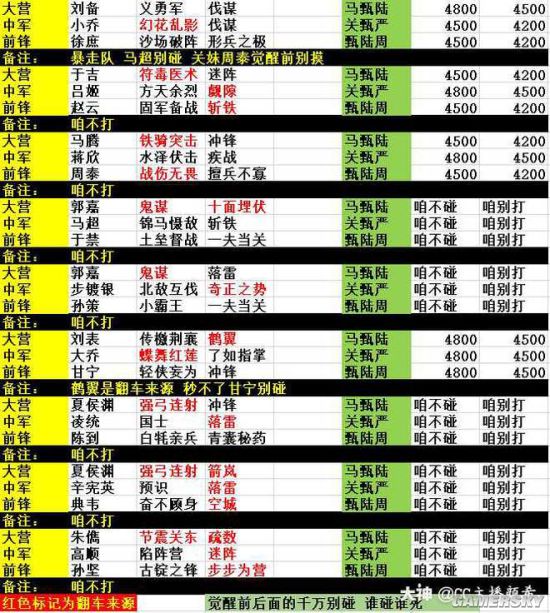 大营 刘备 义勇军 伐谋 马甄陆 4800 4500
中军 小乔 幻花乱影 伐谋 关甄严 4500 4200
前锋 徐庶 沙场破阵 形兵之极 甄陆周 4500 4200
备注： 暴走队 马超别碰 关妹周泰觉醒前别摸
大营 于吉 符毒医术 迷阵 马甄陆 4500 4200
中军 吕姬 方天余烈 觑隙 关甄严 4800 4500
前锋 赵云 固军备战 斩铁 甄陆周 4500 4200
备注： 咱不打
大营 马腾 铁骑突击 冲锋 马甄陆 4500 4200
中军 蒋欣 水泽伏击 疾战 关甄严 4800 4500
前锋 周泰 战伤无畏 擅兵不寡 甄陆周 4500 4200
备注： 咱不打
大营 郭嘉 鬼谋 十面埋伏 马甄陆 咱不碰 咱别打
中军 马超 锦马慑敌 斩铁 关甄严 咱不碰 咱别打
前锋 于禁 土垒督战 一夫当关 甄陆周 咱不碰 咱别打
大营 郭嘉 鬼谋 落雷 马甄陆 咱不碰 咱别打
中军 步镀银 北敌互伐 奇正之势 关甄严 咱不碰 咱别打
前锋 孙策 小霸王 一夫当关 甄陆周 咱不碰 咱别打
备注： 咱不打
大营 刘表 传檄荆襄 鹤翼 马甄陆 4800 4500
中军 大乔 蝶舞红莲 了如指掌 关甄严 4800 4500
前锋 甘宁 轻侠妄为 冲锋 甄陆周 4800 4500
备注： 鹤翼是翻车来源 秒不了甘宁别碰
大营 夏侯渊 强弓连射 冲锋 马甄陆 咱不碰 咱别打
中军 凌统 国士 落雷 关甄严 咱不碰 咱别打
前锋 陈到 白毦亲兵 青囊秘药 甄陆周 咱不碰 咱别打
备注： 咱不打
大营 夏侯渊 强弓连射 箭岚 马甄陆 咱不碰 咱别打
中军 辛宪英 预识 落雷 关甄严 咱不碰 咱别打
前锋 典韦 奋不顾身 空城 甄陆周 咱不碰 咱别打
备注： 咱不打
大营 朱儁 节震关东 疏数 马甄陆 咱不碰 咱别打
中军 高顺 陷阵营 迷阵 关甄严 咱不碰 咱别打
前锋 孙坚 古锭之锋 步步为营 甄陆周 咱不碰 咱别打
备注： 咱不打
红色标记为翻车来源 觉醒前后面的千万别碰 谁碰谁死
大神 @CC主播颜希
GAMERSKY